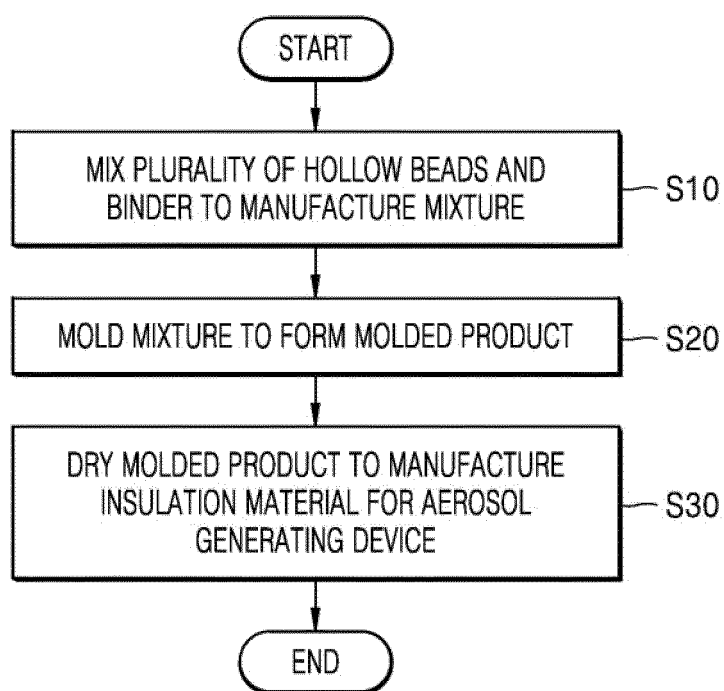 START
MIX PLURALITY OF HOLLOW BEADS AND
BINDER TO MANUFACTURE MIXTURE
S10
MOLD MIXTURE TO FORM MOLDED PRODUCT
S20
DRY MOLDED PRODUCT TO MANUFACTURE
INSULATION MATERIAL FOR AEROSOL
GENERATING DEVICE
S30
END